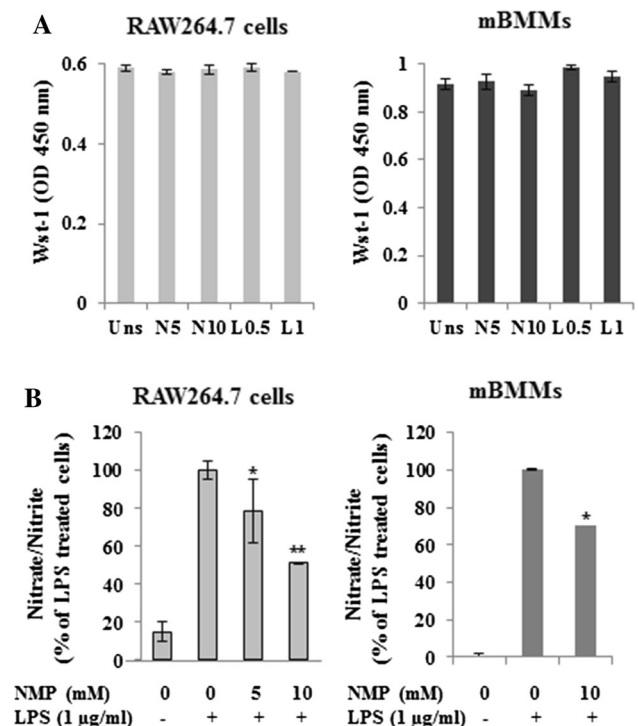 A
RAW264.7 cells
mBMMs
Wst-1 (OD 450 nm)
0.6
0.4
0.2
0
Uns N5 N10 L0.5 L1
Wst-1 (OD 450 nm)
1
0.8
0.6
0.4
0.2
0
Uns N5 N10 L0.5 L1
B
RAW264.7 cells
mBMMs
Nitrate/Nitrite
(% of LPS treated cells)
120
100
80
60
40
20
0
*
**
NMP (mM) 0 0 5 10
LPS (1 µg/ml) - + + +
Nitrate/Nitrite
(% of LPS treated cells)
120
100
80
60
40
20
0
*
NMP (mM) 0 0 10
LPS (1 µg/ml) - + +